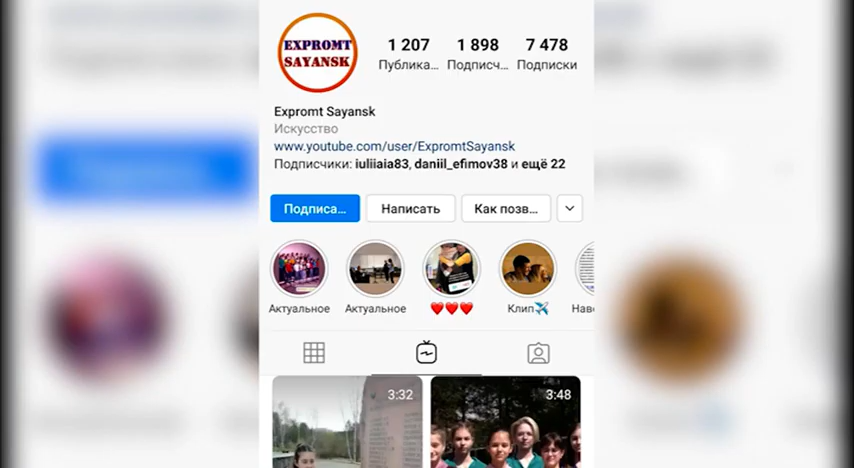 EXPROMT
SAYANSK
1 207 1 898 7 478
Публика... Подписч... Подписки
Expromt Sayansk
Искусство
www.youtube.com/user/ExpromtSayansk
Подписчики: iuliiaia83, daniil_efimov38 и ещё 22
Подписа... Написать Как позв...
Актуальное Актуальное ❤️❤️❤️ Клип✈️ Наво
3:32 3:48